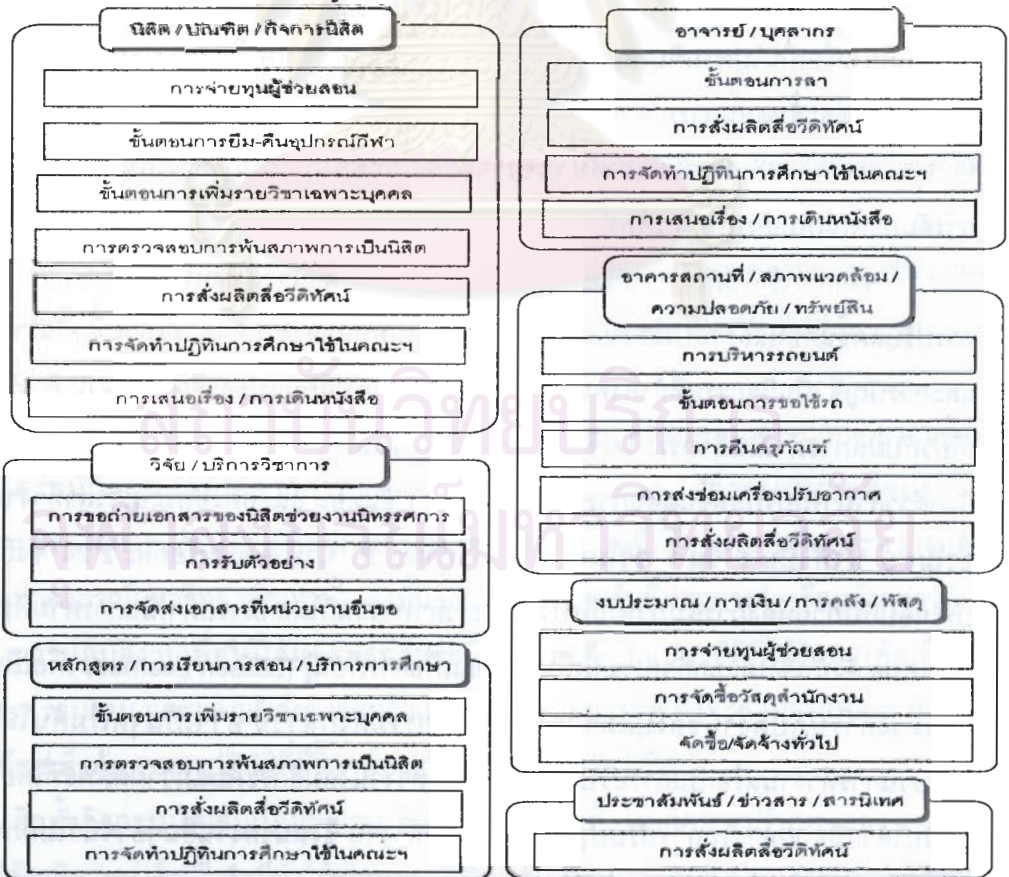 นิสิต / บัณฑิต / กิจการนิสิต
การจ่ายทุนผู้ช่วยสอน
ขั้นตอนการยืม-คืนอุปกรณ์กีฬา
ขั้นตอนการเพิ่มรายวิชาเฉพาะบุคคล
การตรวจสอบการพ้นสภาพการเป็นนิสิต
การสั่งผลิตสื่อวีดิทัศน์
การจัดทำปฏิทินการศึกษาใช้ในคณะฯ
การเสนอเรื่อง / การเดินหนังสือ
วิจัย / บริการวิชาการ
การขอถ่ายเอกสารของนิสิตช่วยงานนิทรรศการ
การรับตัวอย่าง
การจัดส่งเอกสารที่หน่วยงานอื่นขอ
หลักสูตร / การเรียนการสอน / บริการการศึกษา
ขั้นตอนการเพิ่มรายวิชาเฉพาะบุคคล
การตรวจสอบการพ้นสภาพการเป็นนิสิต
การสั่งผลิตสื่อวีดิทัศน์
การจัดทำปฏิทินการศึกษาใช้ในคณะฯ
อาจารย์ / บุคลากร
ขั้นตอนการลา
การสั่งผลิตสื่อวีดิทัศน์
การจัดทำปฏิทินการศึกษาใช้ในคณะฯ
การเสนอเรื่อง / การเดินหนังสือ
อาคารสถานที่ / สภาพแวดล้อม /
ความปลอดภัย / ทรัพย์สิน
การบริหารรถยนต์
ขั้นตอนการขอใช้รถ
การคืนครุภัณฑ์
การส่งซ่อมเครื่องปรับอากาศ
การสั่งผลิตสื่อวีดิทัศน์
งบประมาณ / การเงิน / การคลัง / พัสดุ
การจ่ายทุนผู้ช่วยสอน
การจัดซื้อวัสดุสำนักงาน
จัดซื้อ/จัดจ้างทั่วไป
ประชาสัมพันธ์ / ข่าวสาร / สารนิเทศ
การสั่งผลิตสื่อวีดิทัศน์
สถาบันวิทยบริการ
จุฬาลงกรณ์มหาวิทยาลัย